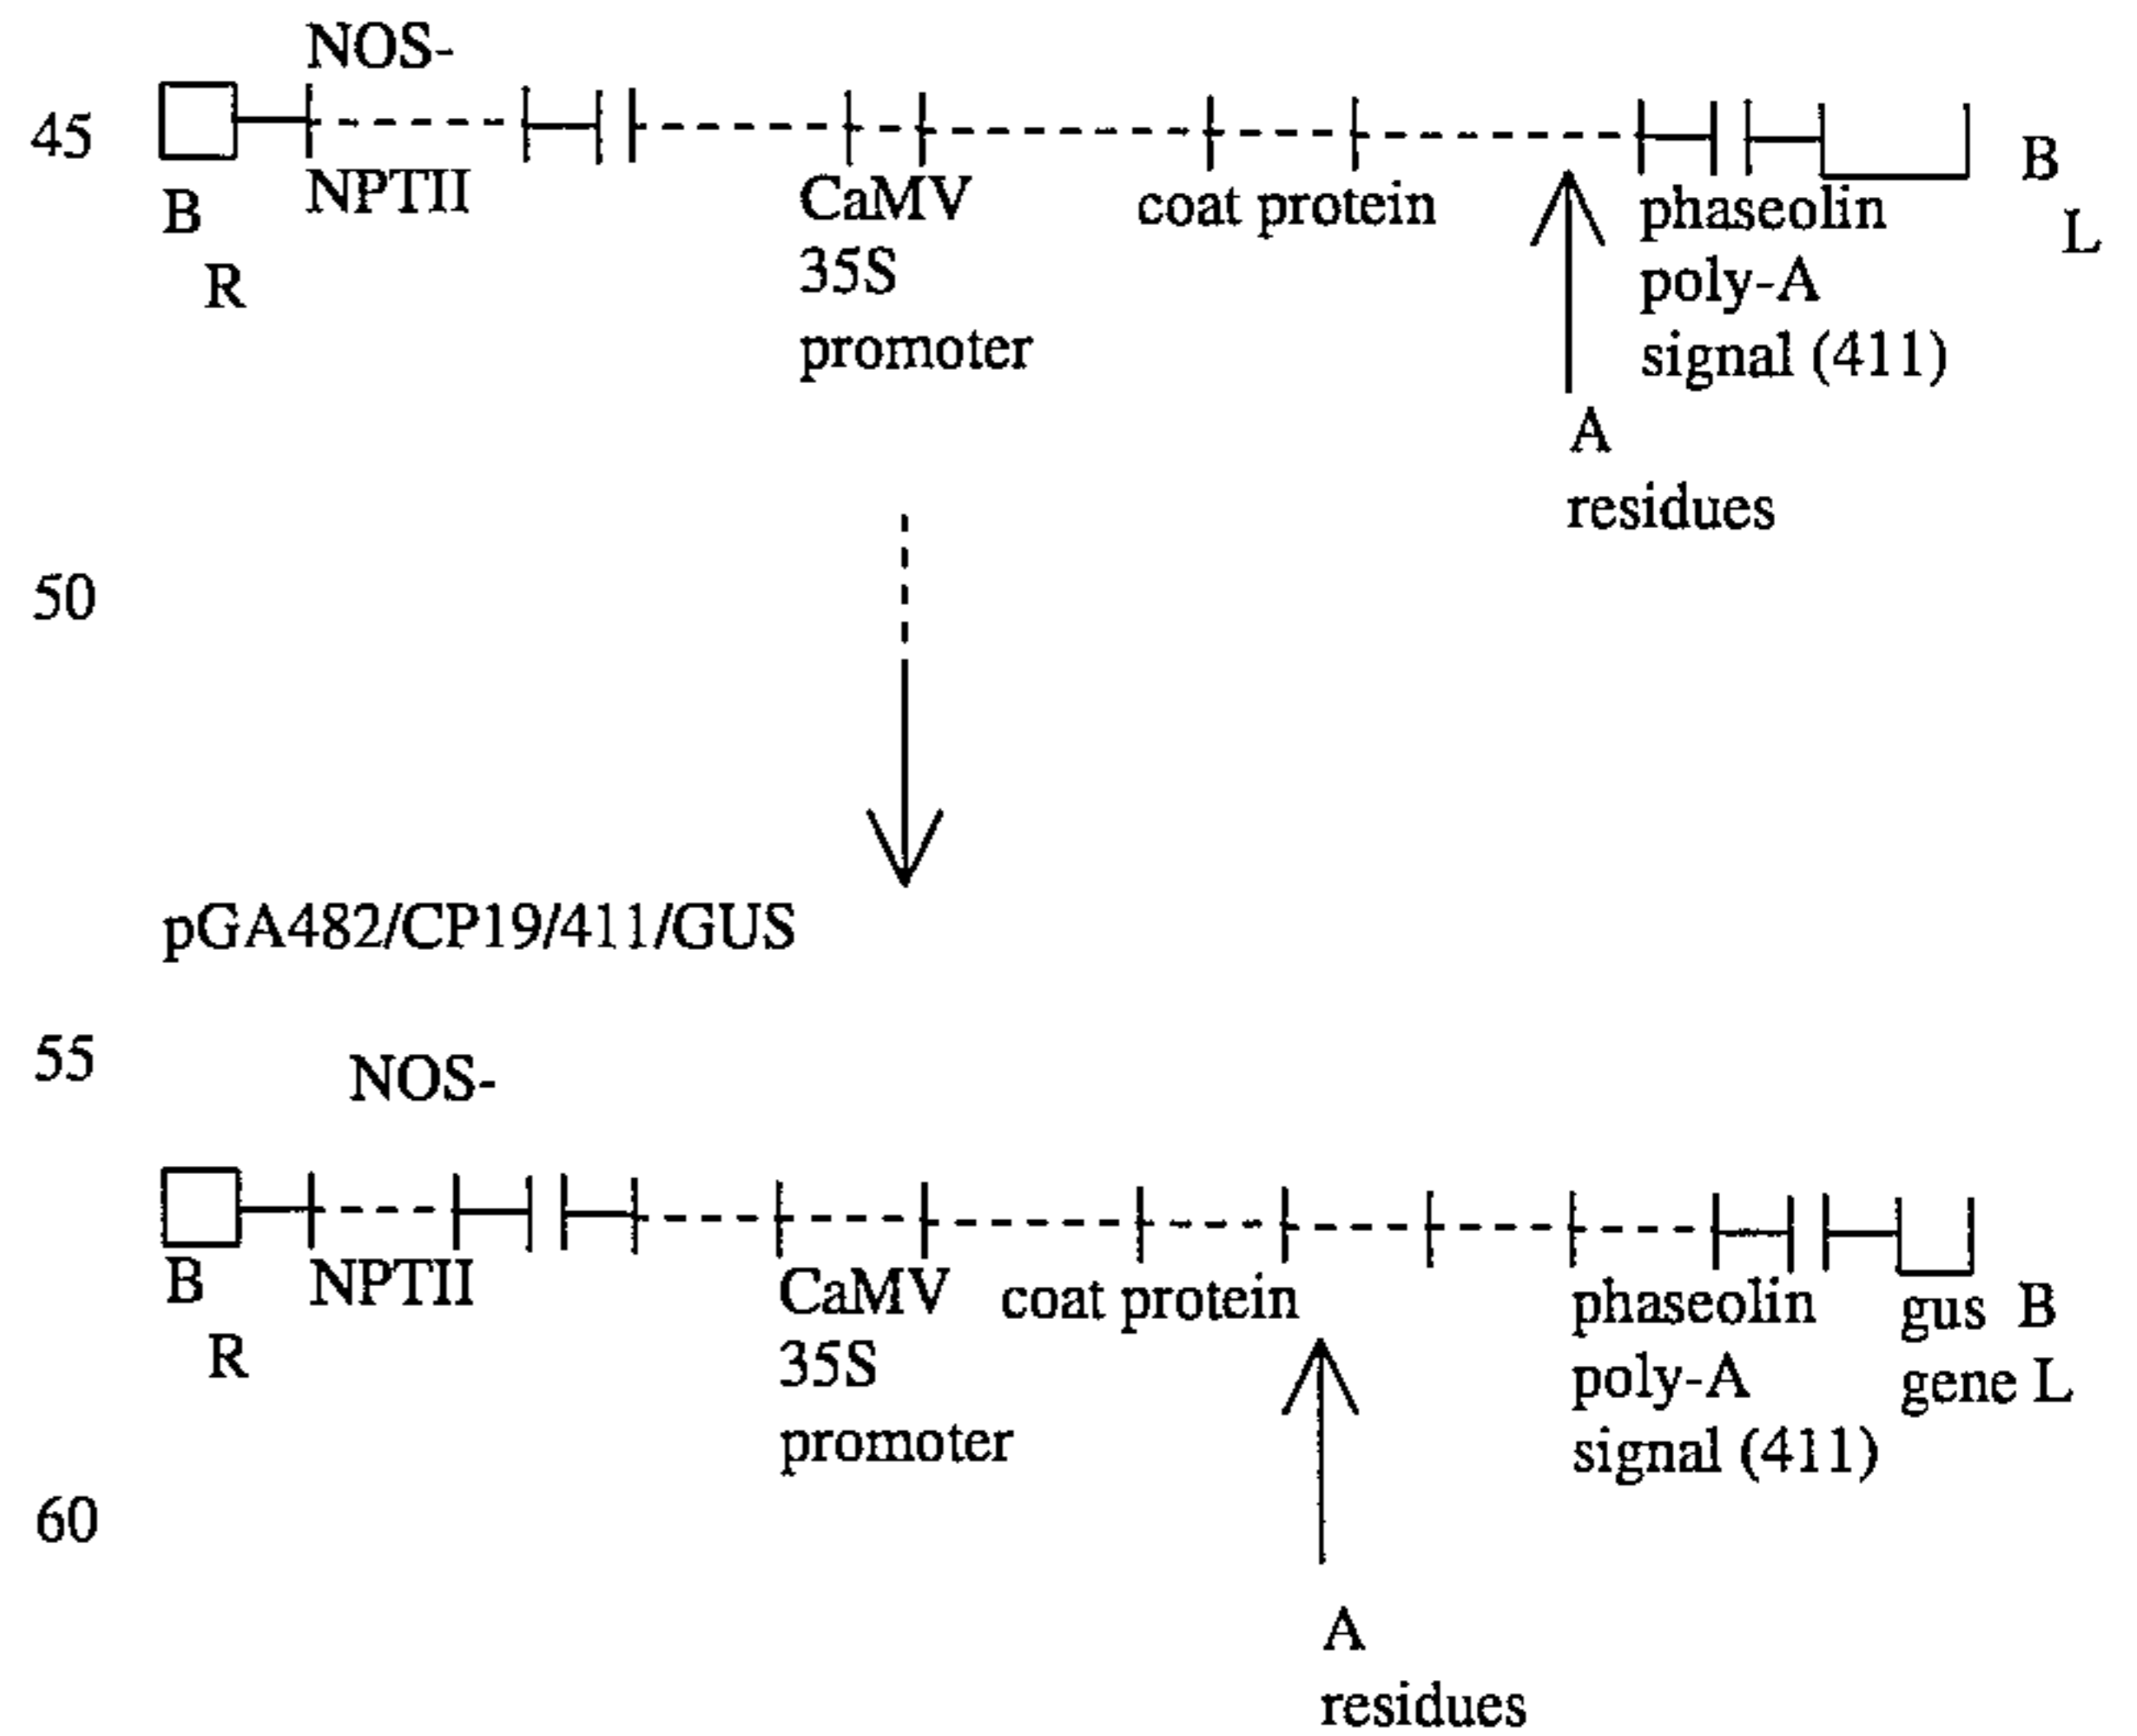 NOS-
45
B
R
NPTII
CaMV
35S
promoter
coat protein
A
residues
phaseolin
poly-A
signal (411)
B
L
50
pGA482/CP19/411/GUS
55
NOS-
B
R
NPTII
CaMV
35S
promoter
coat protein
A
residues
phaseolin
poly-A
signal (411)
gus
gene
B
L
60